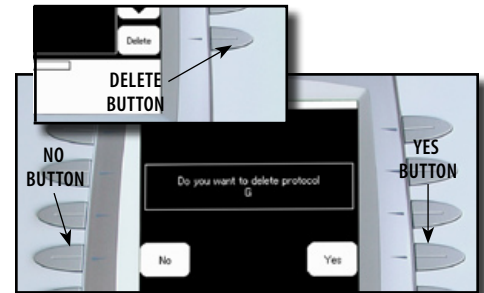 Delete
DELETE
BUTTON
NO
BUTTON
YES
BUTTON
Do you want to delete protocol
G
No
Yes